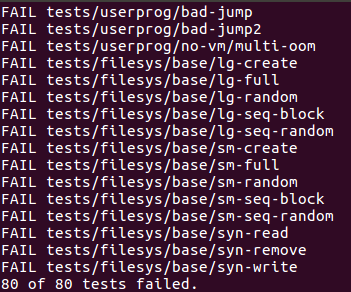 FAIL tests/userprog/bad-jump
FAIL tests/userprog/bad-jump2
FAIL tests/userprog/no-vm/multi-oom
FAIL tests/filesys/base/lg-create
FAIL tests/filesys/base/lg-full
FAIL tests/filesys/base/lg-random
FAIL tests/filesys/base/lg-seq-block
FAIL tests/filesys/base/lg-seq-random
FAIL tests/filesys/base/sm-create
FAIL tests/filesys/base/sm-full
FAIL tests/filesys/base/sm-random
FAIL tests/filesys/base/sm-seq-block
FAIL tests/filesys/base/sm-seq-random
FAIL tests/filesys/base/syn-read
FAIL tests/filesys/base/syn-remove
FAIL tests/filesys/base/syn-write
80 of 80 tests failed.